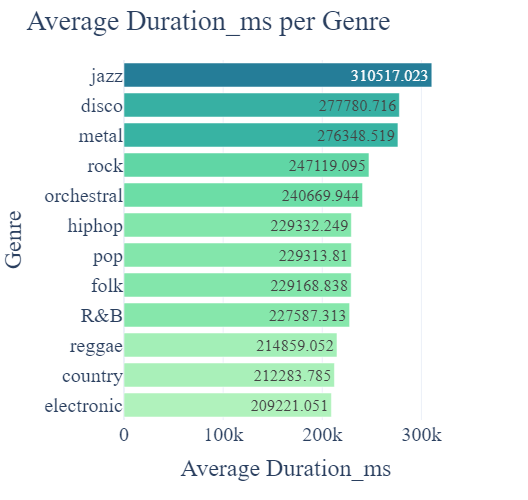 Average Duration_ms per Genre
jazz 310517.023
disco 277780.716
metal 276348.519
rock 247119.095
orchestral 240669.944
hiphop 229332.249
pop 229313.81
folk 229168.838
R&B 227587.313
reggae 214859.052
country 212283.785
electronic 209221.051
Genre
0 100k 200k 300k
Average Duration_ms